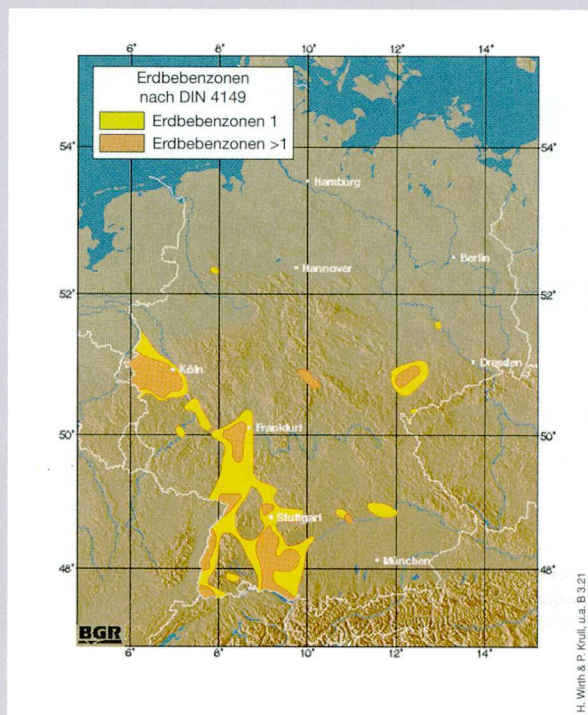 6° 8° 10° 12° 14°
Erdbebenzonen
nach DIN 4149
Erdbebenzonen 1
Erdbebenzonen >1
54° 54°
Hamburg
Berlin
Hannover
52° 52°
Dresden
Köln
Frankfurt
50° 50°
Stuttgart
München
48° 48°
BGR
6° 8° 10° 12° 14°
H. Wirth & P. Krull, u.a. B 3.21